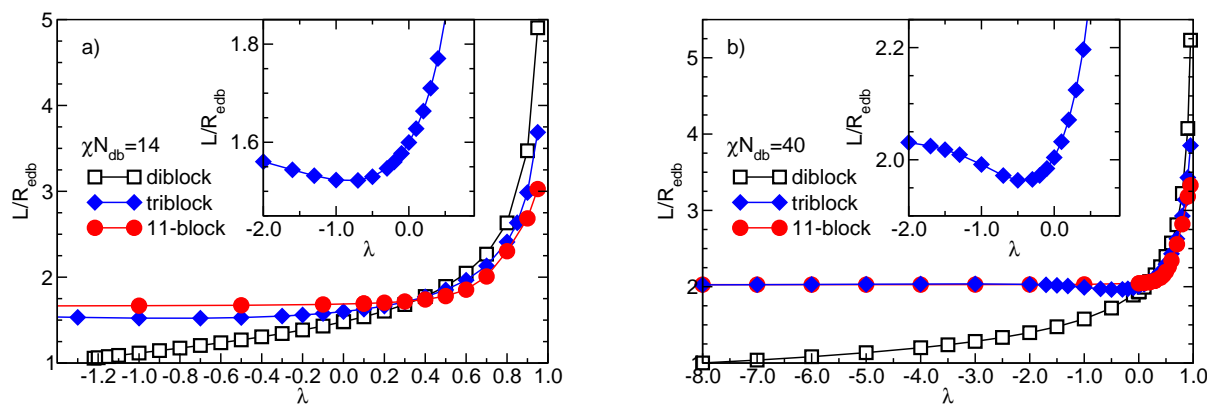 a)
L/R_edb
5
4
3
2
1
χN_db=14
diblock
triblock
11-block
-1.2 -1.0 -0.8 -0.6 -0.4 -0.2 0.0 0.2 0.4 0.6 0.8 1.0
λ
L/R_edb
1.8
1.6
-2.0 -1.0 0.0
λ
b)
L/R_edb
5
4
3
2
1
χN_db=40
diblock
triblock
11-block
-8.0 -7.0 -6.0 -5.0 -4.0 -3.0 -2.0 -1.0 0.0 1.0
λ
L/R_edb
2.2
2.0
-2.0 -1.0 0.0
λ